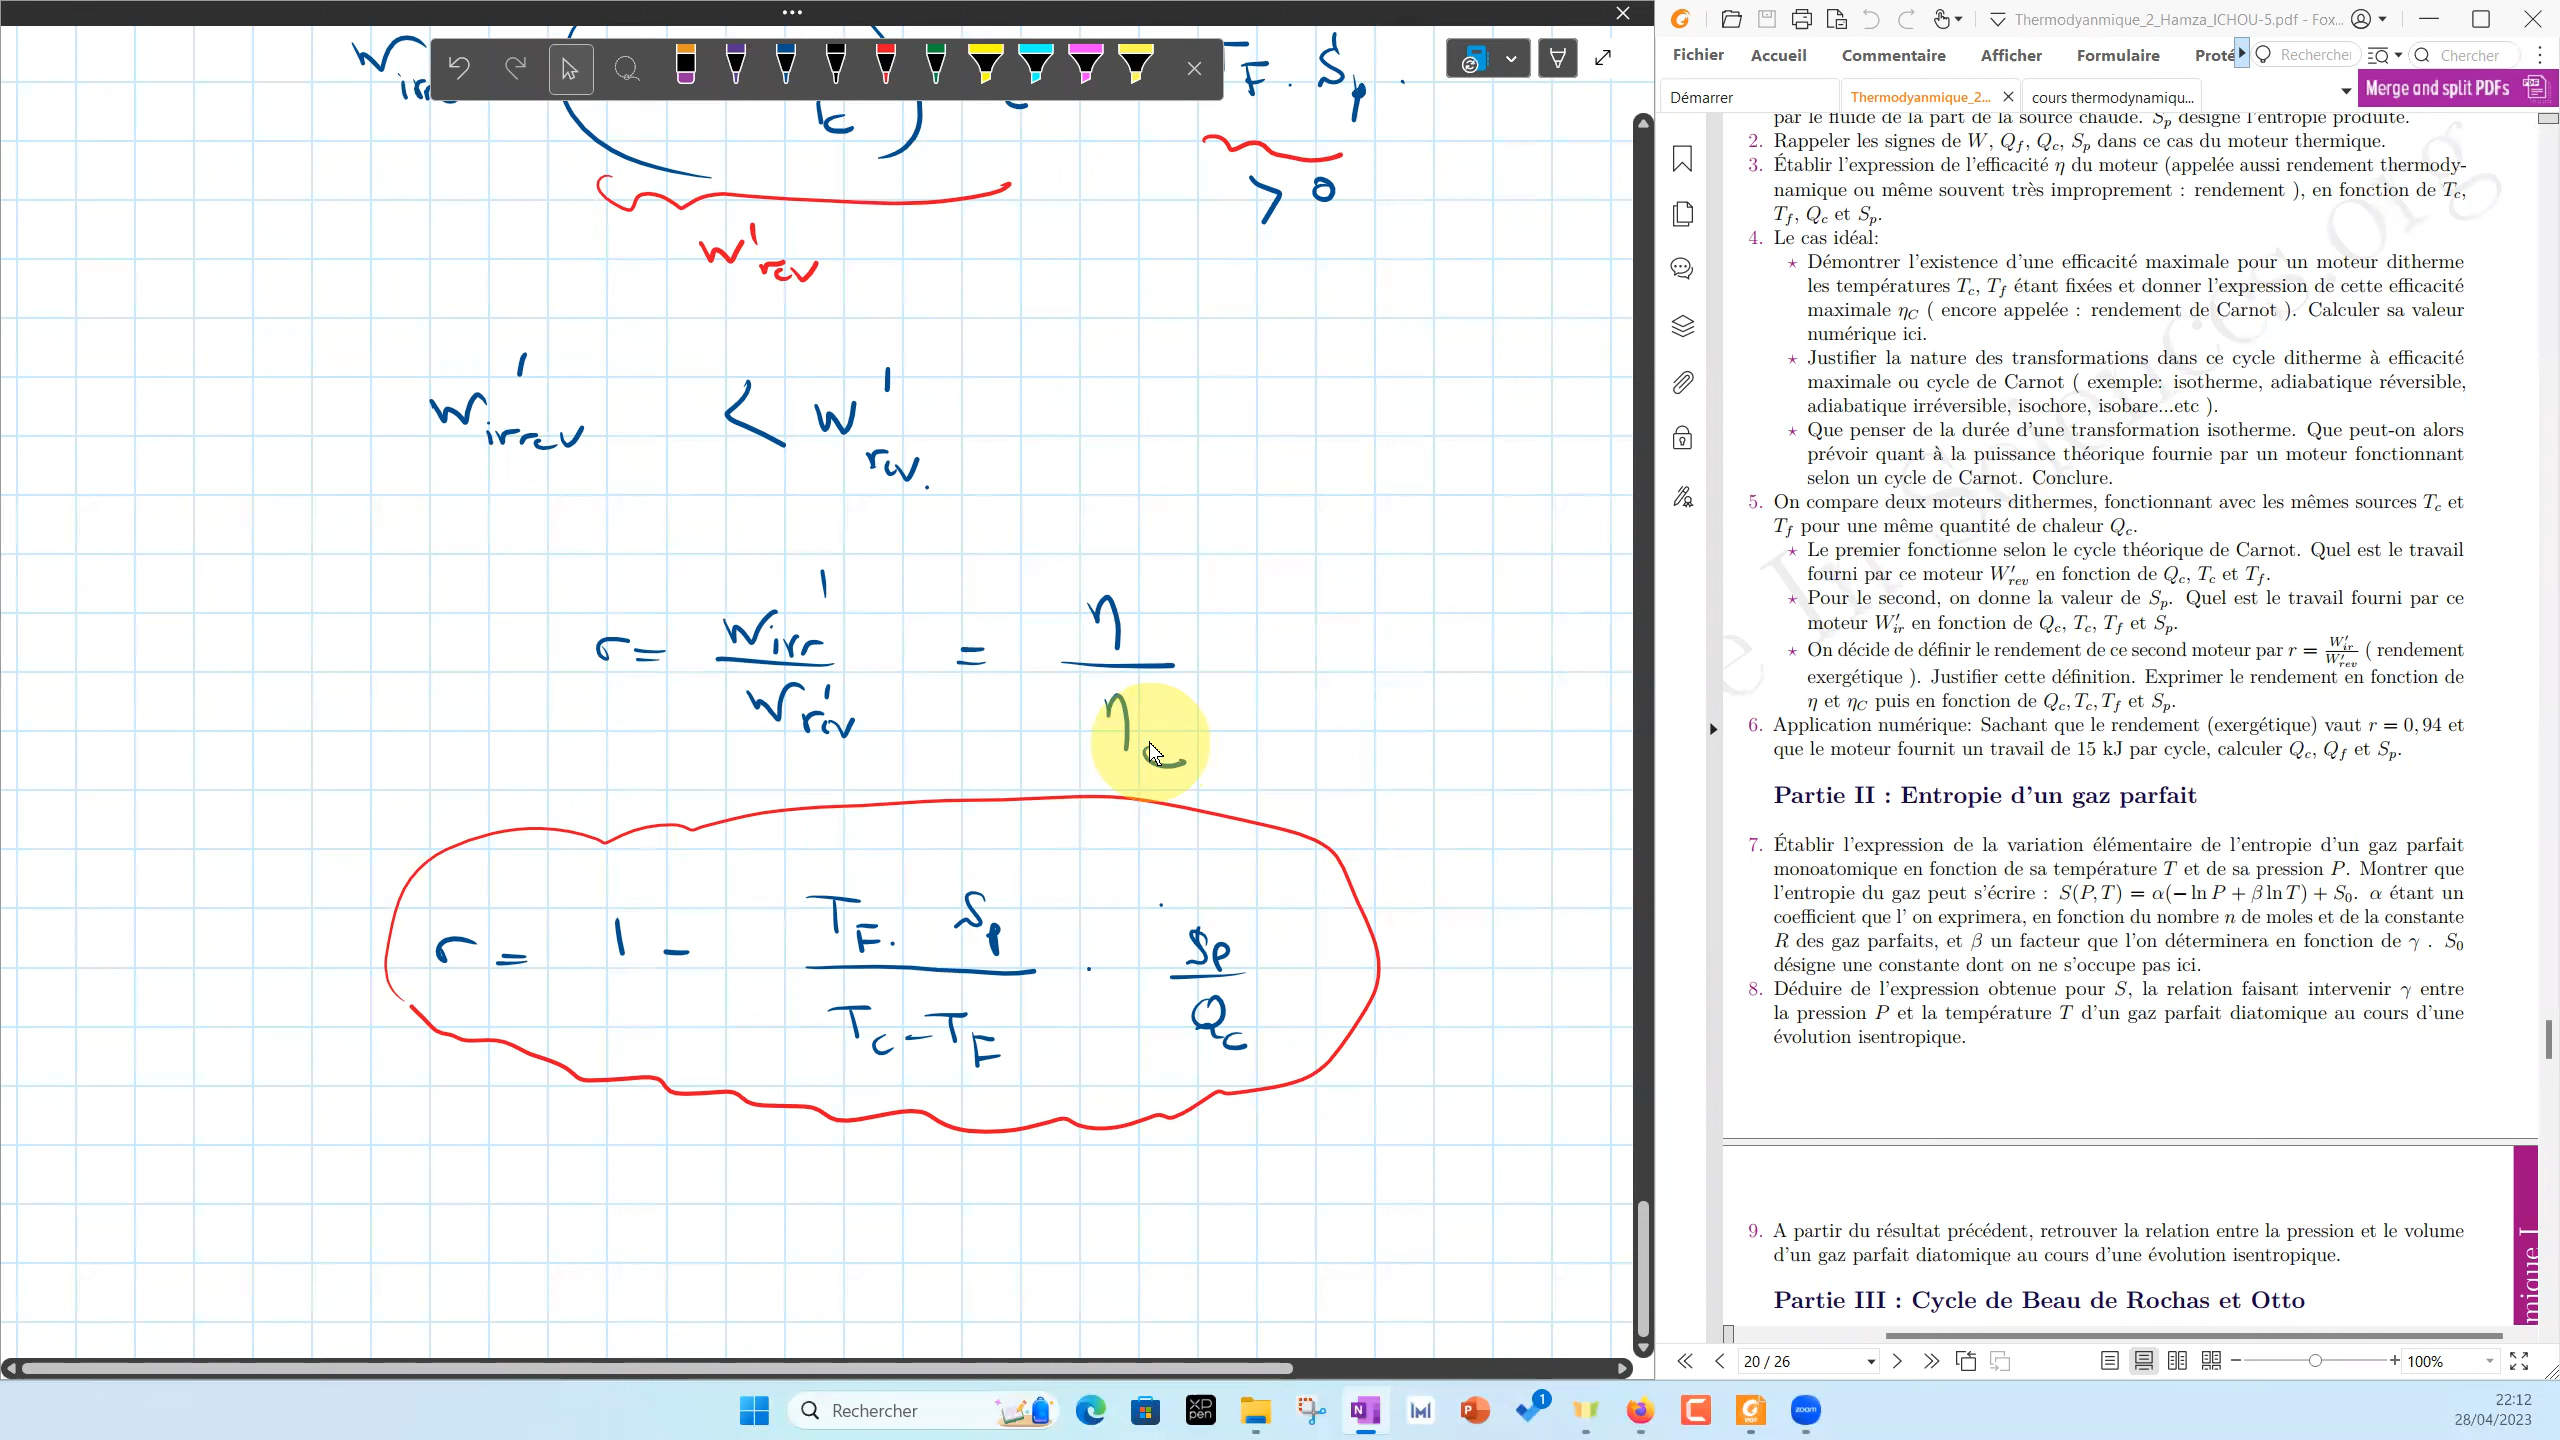 Thermodyanmique_2_Hamza_ICHOU-5.pdf - Fox...
Fichier Accueil Commentaire Afficher Formulaire Proté Recherche Chercher
Démarrer Thermodyanmique_2... cours thermodynamiqu... Merge and split PDFs
F . Sp .
> 0
W'rev
W'irrev < W'rev.
r = W'irr / W'rev = η / ηc
r = 1 - TF . Sp / Tc - TF . Sp / Qc
par le fluide de la part de la source chaude. Sp désigne l'entropie produite.
2. Rappeler les signes de W, Qf, Qc, Sp dans ce cas du moteur thermique.
3. Établir l'expression de l'efficacité η du moteur (appelée aussi rendement thermody-
namique ou même souvent très improprement : rendement ), en fonction de Tc,
Tf, Qc et Sp.
4. Le cas idéal:
⋆ Démontrer l'existence d'une efficacité maximale pour un moteur ditherme
les températures Tc, Tf étant fixées et donner l'expression de cette efficacité
maximale ηC ( encore appelée : rendement de Carnot ). Calculer sa valeur
numérique ici.
⋆ Justifier la nature des transformations dans ce cycle ditherme à efficacité
maximale ou cycle de Carnot ( exemple: isotherme, adiabatique réversible,
adiabatique irréversible, isochore, isobare...etc ).
⋆ Que penser de la durée d'une transformation isotherme. Que peut-on alors
prévoir quant à la puissance théorique fournie par un moteur fonctionnant
selon un cycle de Carnot. Conclure.
5. On compare deux moteurs dithermes, fonctionnant avec les mêmes sources Tc et
Tf pour une même quantité de chaleur Qc.
⋆ Le premier fonctionne selon le cycle théorique de Carnot. Quel est le travail
fourni par ce moteur W'rev en fonction de Qc, Tc et Tf.
⋆ Pour le second, on donne la valeur de Sp. Quel est le travail fourni par ce
moteur W'ir en fonction de Qc, Tc, Tf et Sp.
⋆ On décide de définir le rendement de ce second moteur par r = W'ir / W'rev ( rendement
exergétique ). Justifier cette définition. Exprimer le rendement en fonction de
η et ηC puis en fonction de Qc, Tc, Tf et Sp.
6. Application numérique: Sachant que le rendement (exergétique) vaut r = 0, 94 et
que le moteur fournit un travail de 15 kJ par cycle, calculer Qc, Qf et Sp.
Partie II : Entropie d'un gaz parfait
7. Établir l'expression de la variation élémentaire de l'entropie d'un gaz parfait
monoatomique en fonction de sa température T et de sa pression P. Montrer que
l'entropie du gaz peut s'écrire : S(P, T) = α(− ln P + β ln T) + S0. α étant un
coefficient que l' on exprimera, en fonction du nombre n de moles et de la constante
R des gaz parfaits, et β un facteur que l'on déterminera en fonction de γ . S0
désigne une constante dont on ne s'occupe pas ici.
8. Déduire de l'expression obtenue pour S, la relation faisant intervenir γ entre
la pression P et la température T d'un gaz parfait diatomique au cours d'une
évolution isentropique.
9. A partir du résultat précédent, retrouver la relation entre la pression et le volume
d'un gaz parfait diatomique au cours d'une évolution isentropique.
Partie III : Cycle de Beau de Rochas et Otto
mique I
20 / 26 100%
Rechercher
22:12
28/04/2023